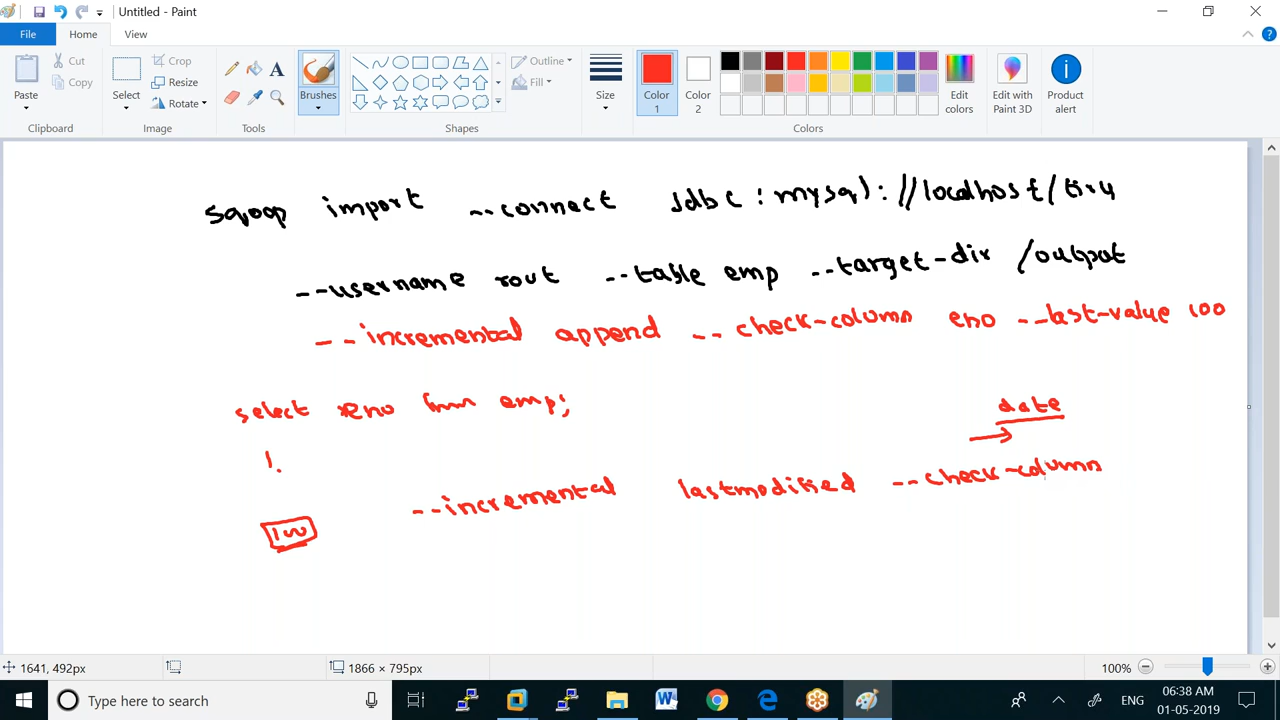 Untitled - Paint
File Home View
Paste Cut Copy Clipboard
Select Crop Resize Rotate Image
Tools
Brushes
Shapes Outline Fill
Size
Color 1 Color 2 Colors
Edit colors
Edit with Paint 3D
Product alert
sqoop import --connect Jdbc:mysql://localhost/tiry
--username rout --table emp --target-dir /output
--incremental append --check-column eno --last-value 100
select eno from emp;
date
1.
--incremental lastmodified --check-column
100
1641, 492px
1866 × 795px
100%
Type here to search
ENG
06:38 AM
01-05-2019